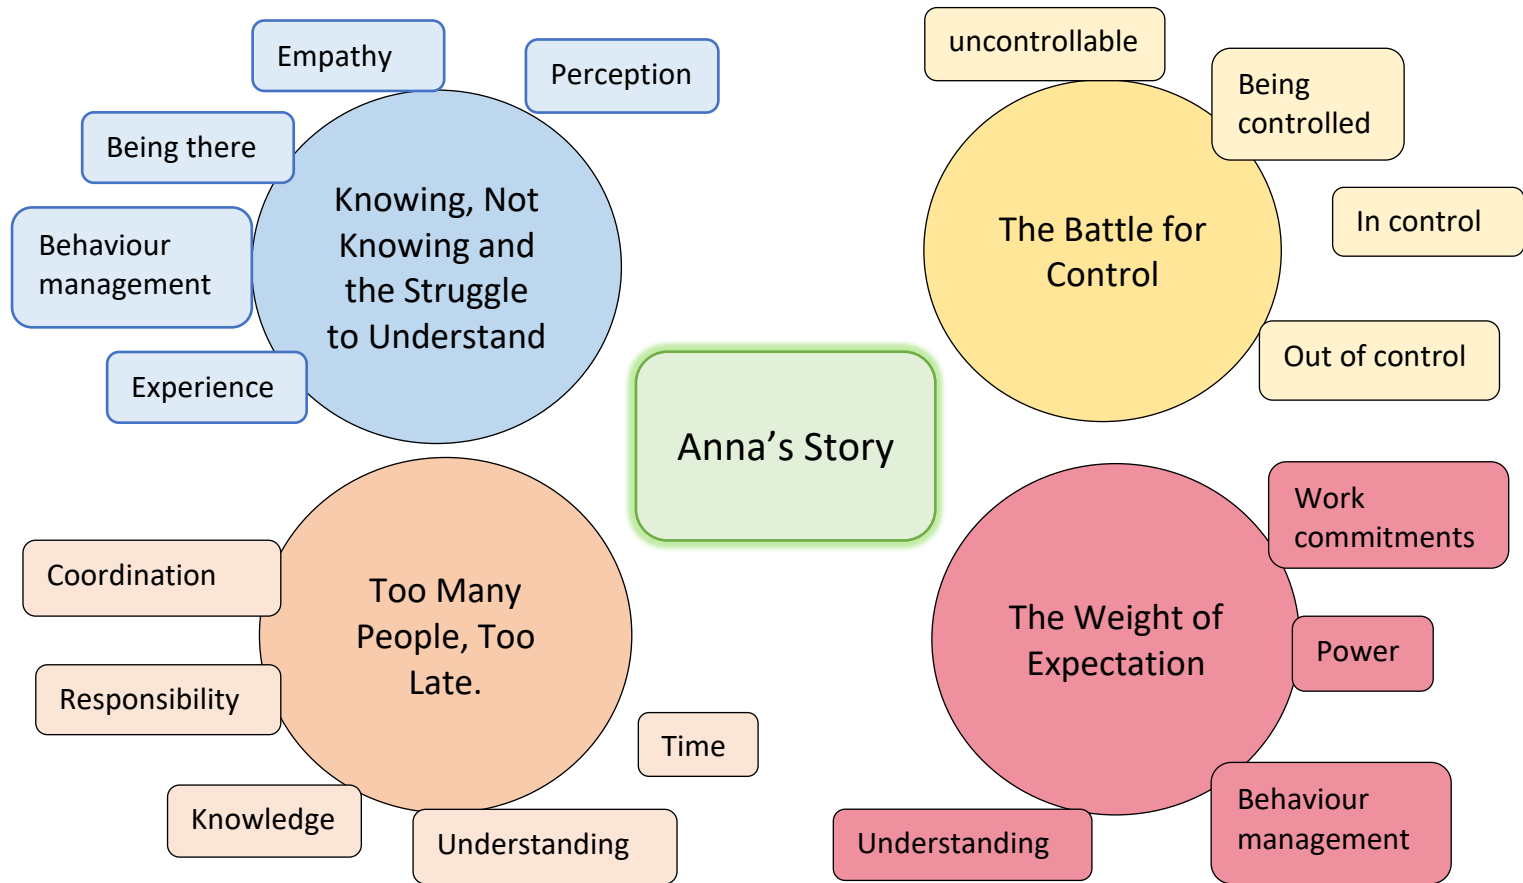 Empathy
Perception
Being there
Behaviour
management
Experience
Knowing, Not
Knowing and
the Struggle
to Understand
uncontrollable
Being
controlled
In control
Out of control
The Battle for
Control
Anna’s Story
Coordination
Responsibility
Knowledge
Understanding
Time
Too Many
People, Too
Late.
The Weight of
Expectation
Work
commitments
Power
Behaviour
management
Understanding